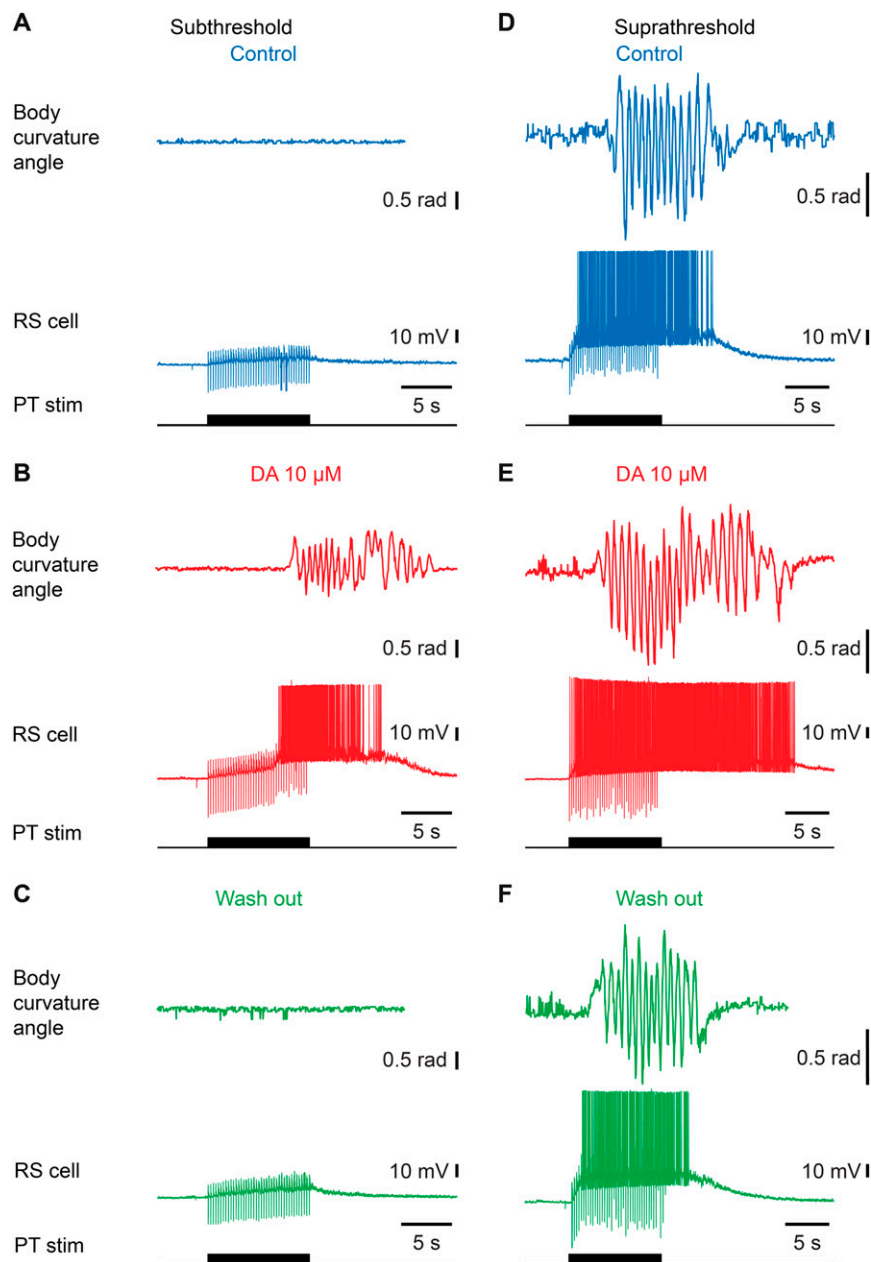 A
Subthreshold
Control
Body
curvature
angle
0.5 rad
RS cell
10 mV
PT stim
5 s
D
Suprathreshold
Control
0.5 rad
10 mV
5 s
B
DA 10 µM
Body
curvature
angle
0.5 rad
RS cell
10 mV
PT stim
5 s
E
DA 10 µM
0.5 rad
10 mV
5 s
C
Wash out
Body
curvature
angle
0.5 rad
RS cell
10 mV
PT stim
5 s
F
Wash out
0.5 rad
10 mV
5 s